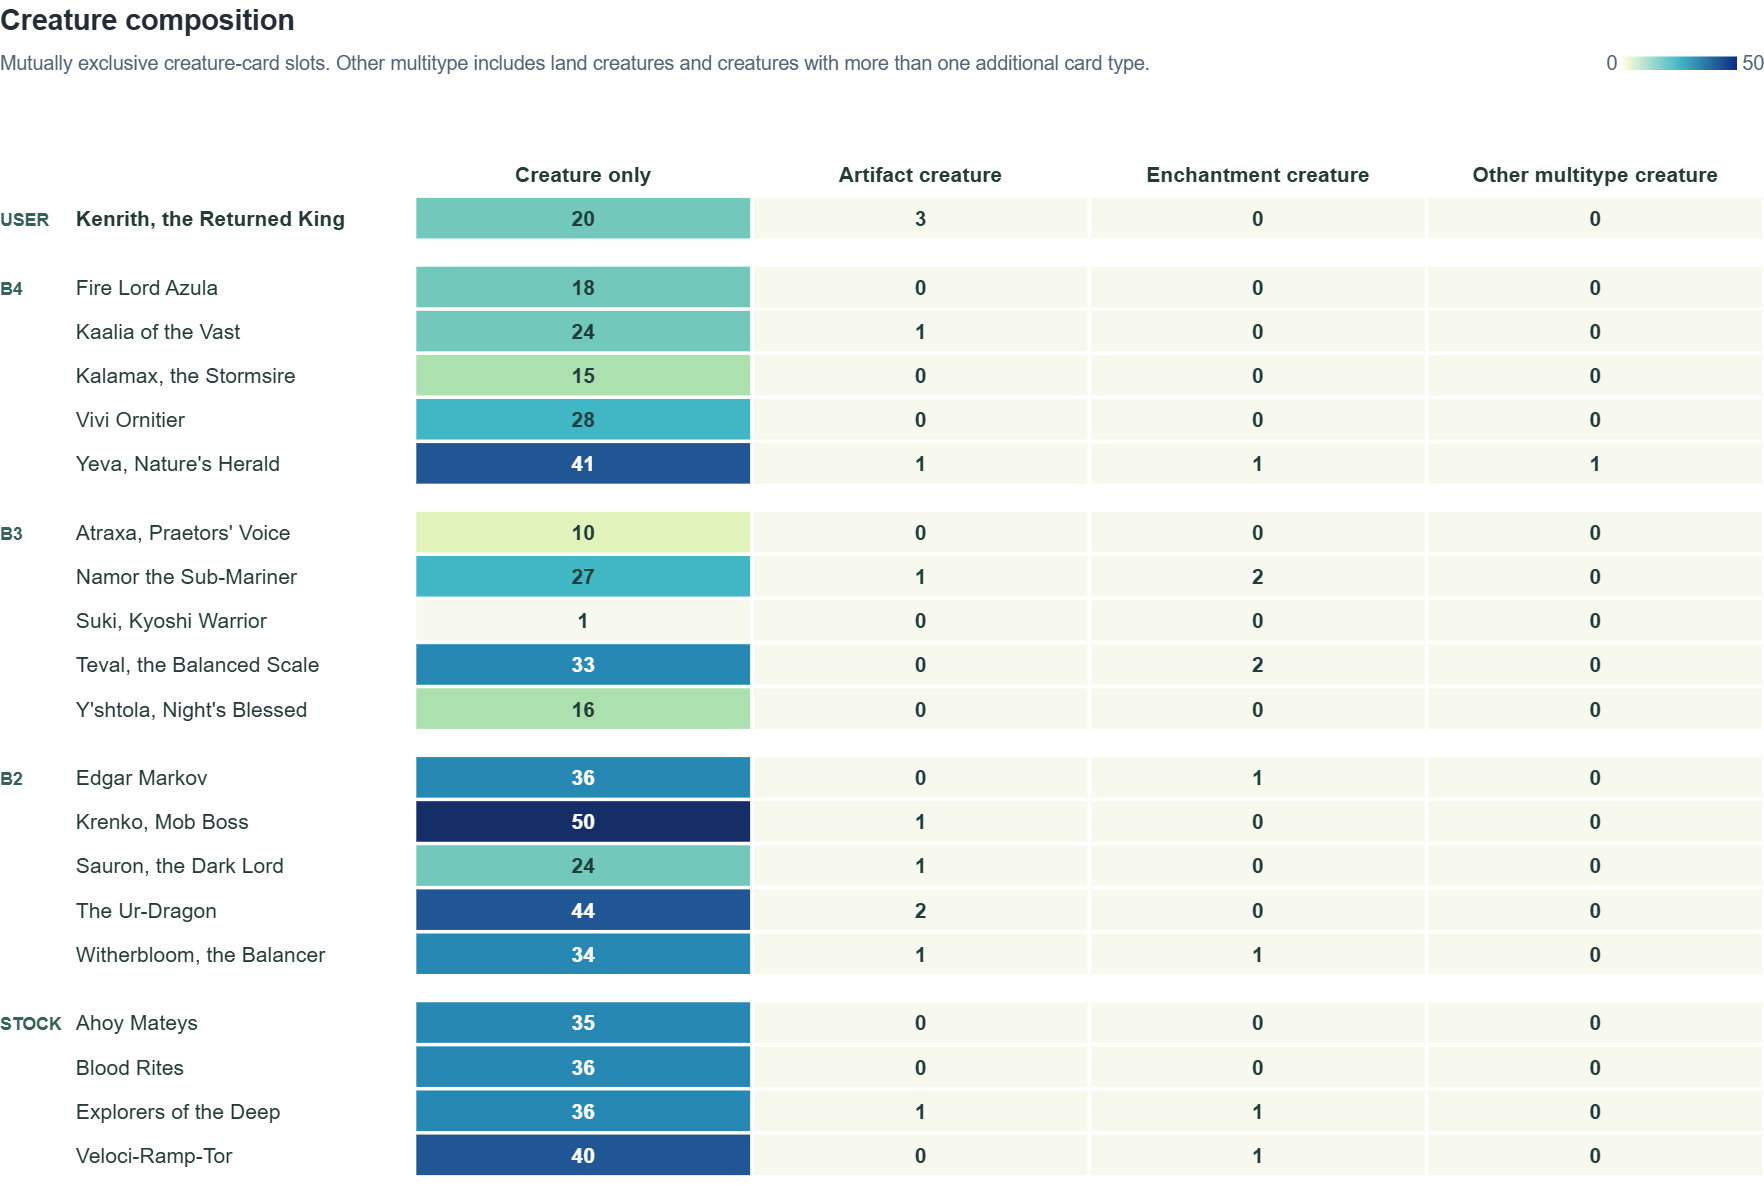 Creature composition
Mutually exclusive creature-card slots. Other multitype includes land creatures and creatures with more than one additional card type.
0 50
Creature only Artifact creature Enchantment creature Other multitype creature
USER Kenrith, the Returned King 20 3 0 0
B4 Fire Lord Azula 18 0 0 0
Kaalia of the Vast 24 1 0 0
Kalamax, the Stormsire 15 0 0 0
Vivi Ornitier 28 0 0 0
Yeva, Nature's Herald 41 1 1 1
B3 Atraxa, Praetors' Voice 10 0 0 0
Namor the Sub-Mariner 27 1 2 0
Suki, Kyoshi Warrior 1 0 0 0
Teval, the Balanced Scale 33 0 2 0
Y'shtola, Night's Blessed 16 0 0 0
B2 Edgar Markov 36 0 1 0
Krenko, Mob Boss 50 1 0 0
Sauron, the Dark Lord 24 1 0 0
The Ur-Dragon 44 2 0 0
Witherbloom, the Balancer 34 1 1 0
STOCK Ahoy Mateys 35 0 0 0
Blood Rites 36 0 0 0
Explorers of the Deep 36 1 1 0
Veloci-Ramp-Tor 40 0 1 0